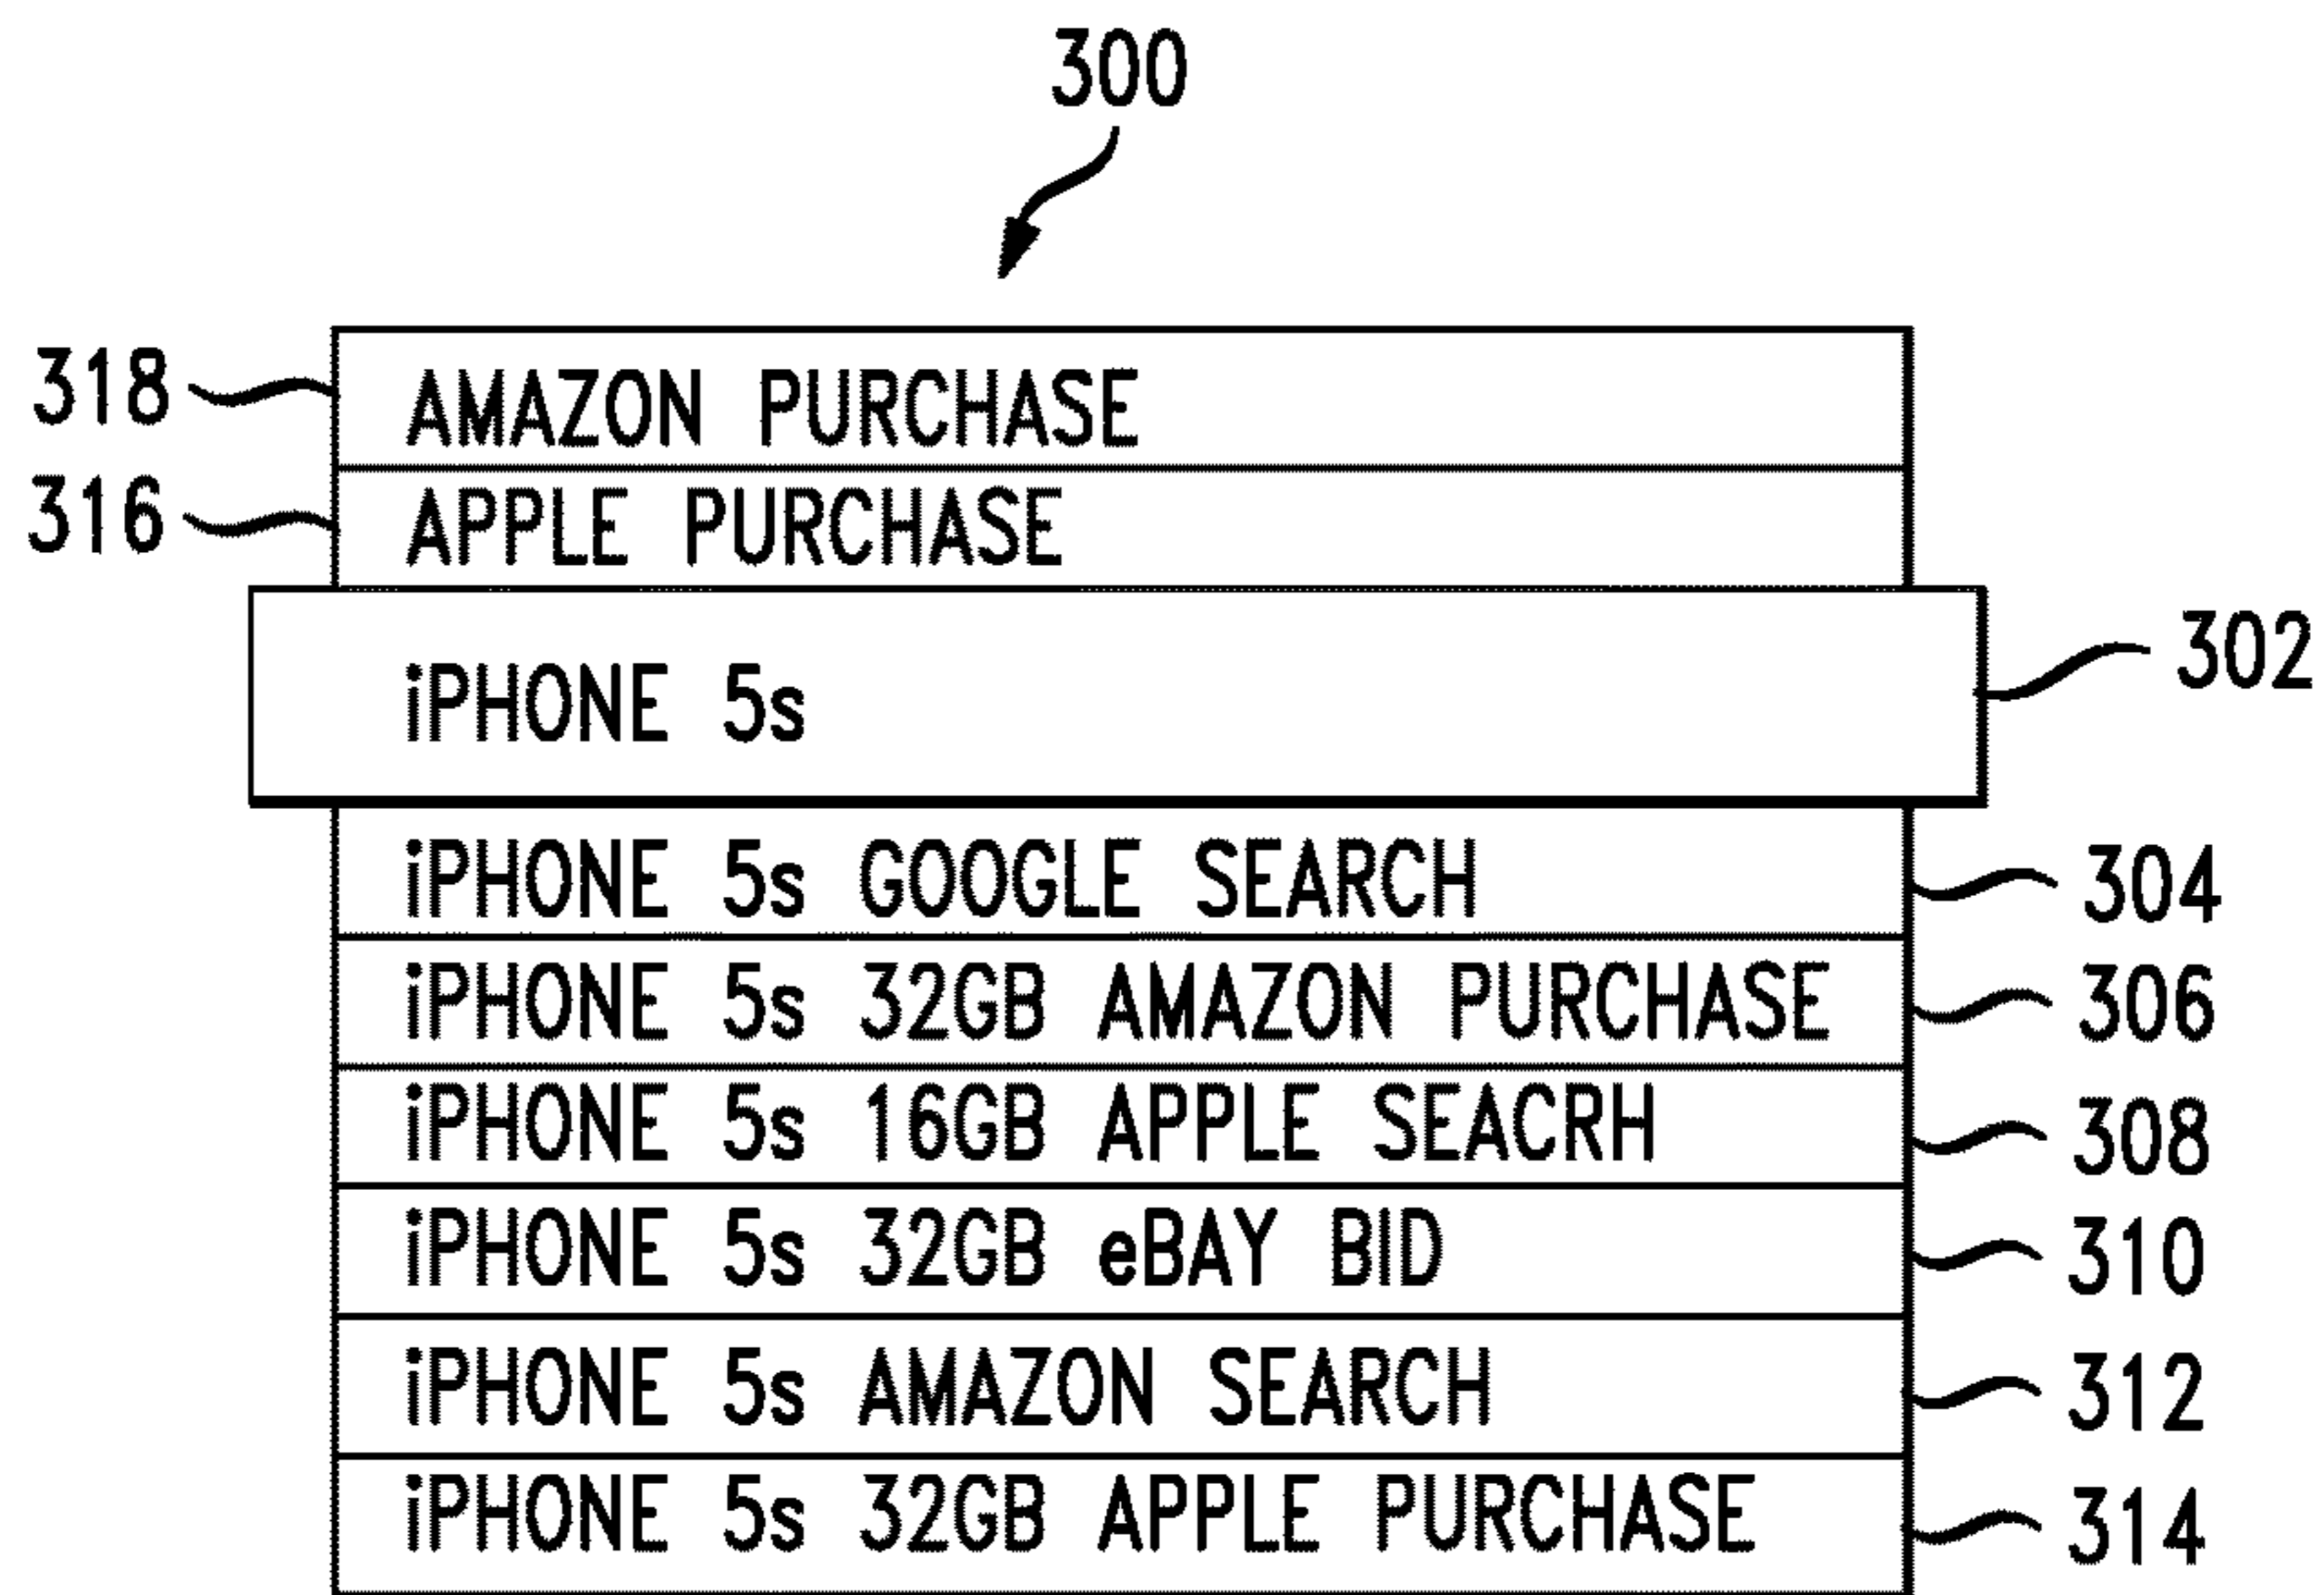 300
318 AMAZON PURCHASE
316 APPLE PURCHASE
iPHONE 5s 302
iPHONE 5s GOOGLE SEARCH 304
iPHONE 5s 32GB AMAZON PURCHASE 306
iPHONE 5s 16GB APPLE SEACRH 308
iPHONE 5s 32GB eBAY BID 310
iPHONE 5s AMAZON SEARCH 312
iPHONE 5s 32GB APPLE PURCHASE 314